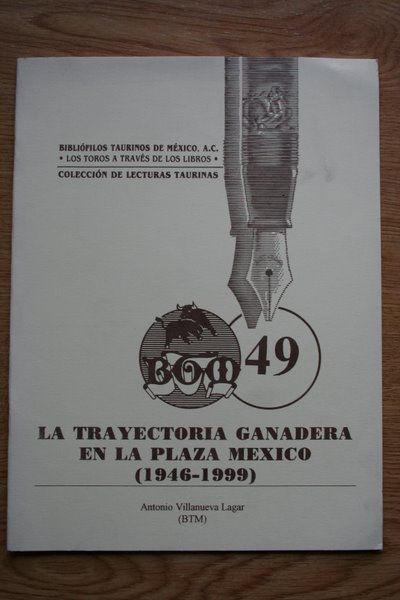 BIBLIÓFILOS TAURINOS DE MÉXICO, A.C.
• LOS TOROS A TRAVÉS DE LOS LIBROS •
COLECCIÓN DE LECTURAS TAURINAS
BTM
49
LA TRAYECTORIA GANADERA
EN LA PLAZA MEXICO
(1946-1999)
Antonio Villanueva Lagar
(BTM)